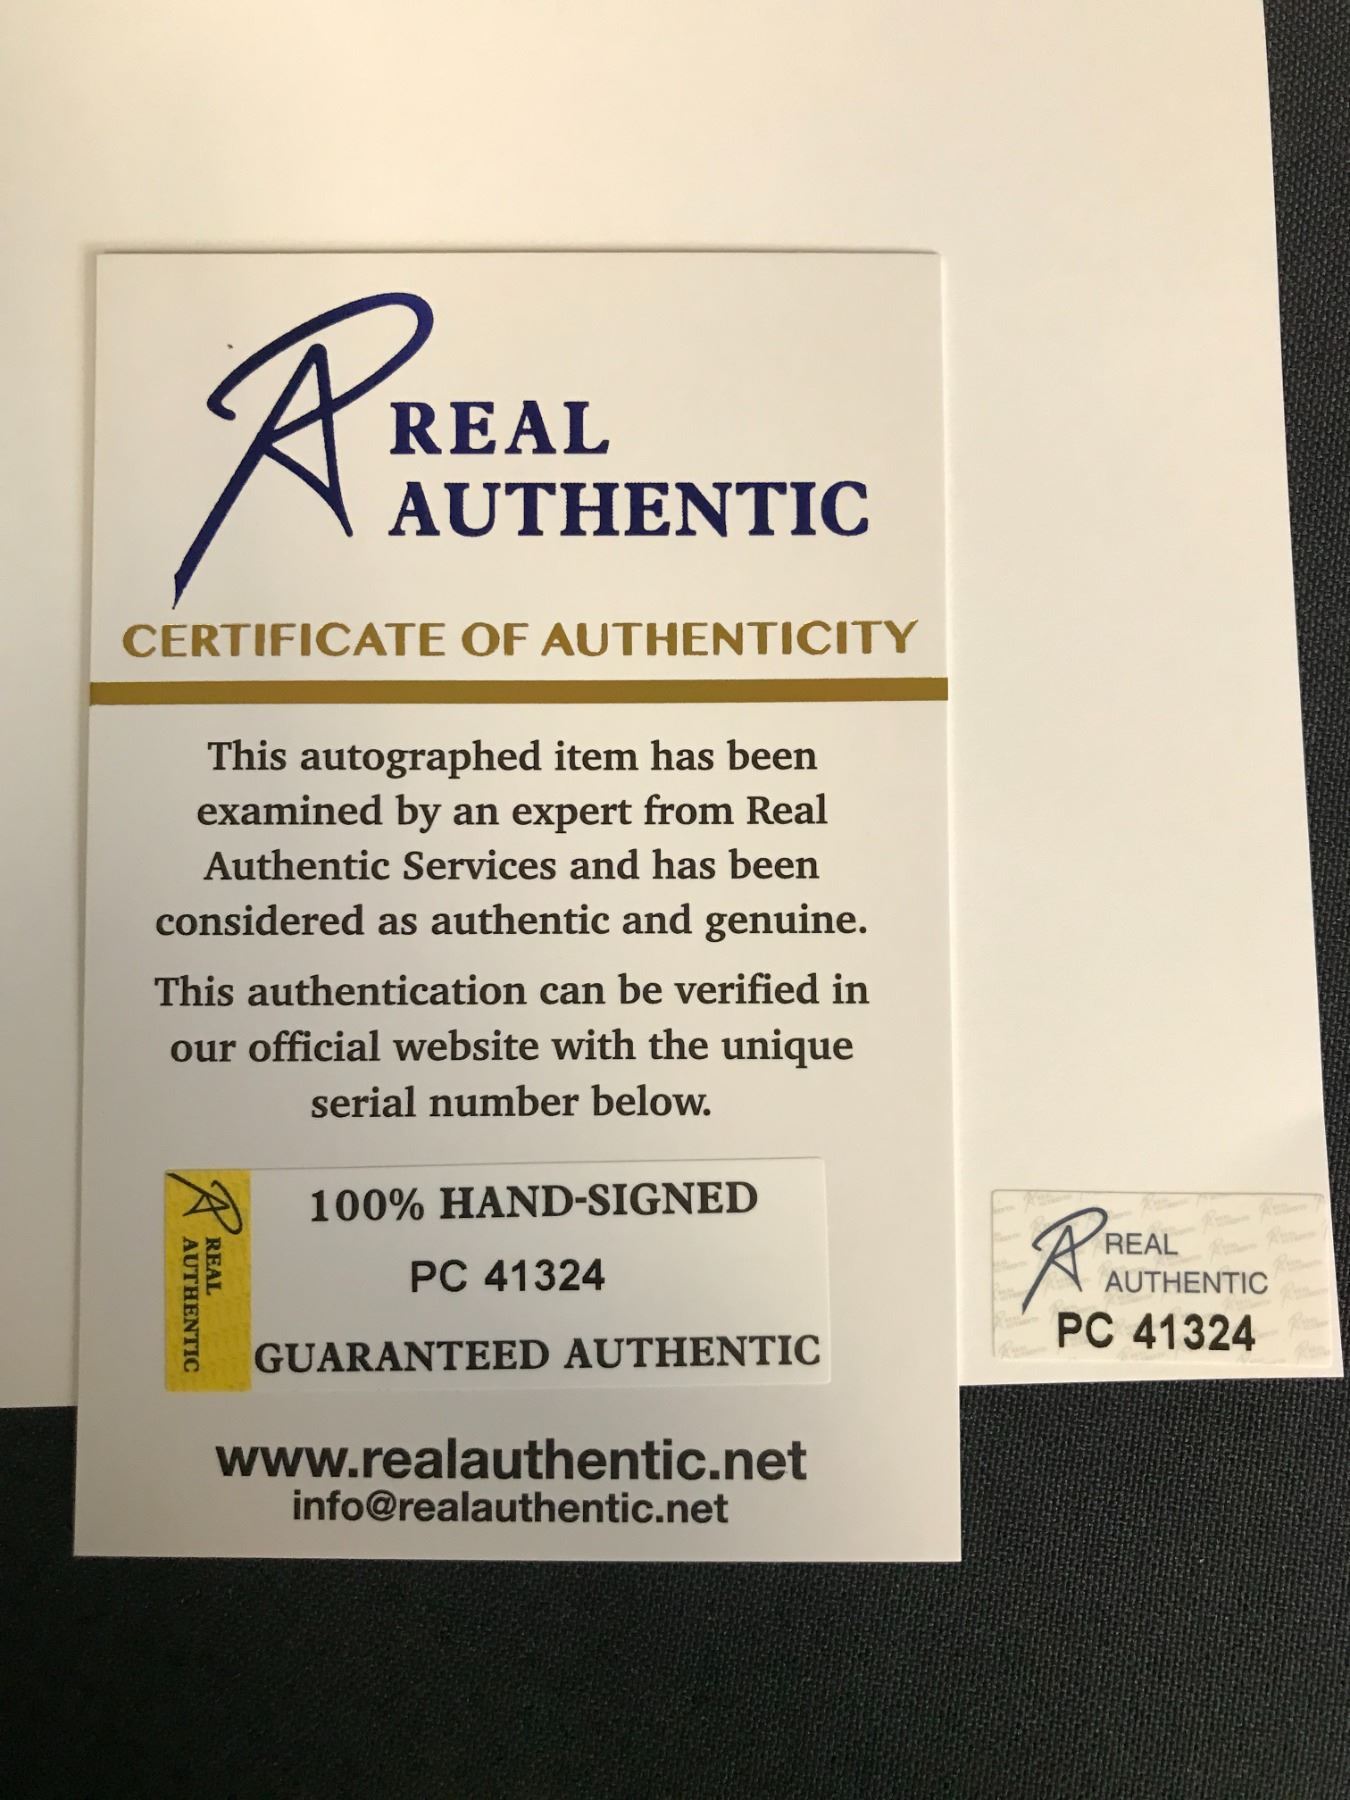 REAL
AUTHENTIC
CERTIFICATE OF AUTHENTICITY
This autographed item has been
examined by an expert from Real
Authentic Services and has been
considered as authentic and genuine.
This authentication can be verified in
our official website with the unique
serial number below.
REAL
AUTHENTIC
100% HAND-SIGNED
PC 41324
GUARANTEED AUTHENTIC
www.realauthentic.net
info@realauthentic.net
REAL
AUTHENTIC
PC 41324